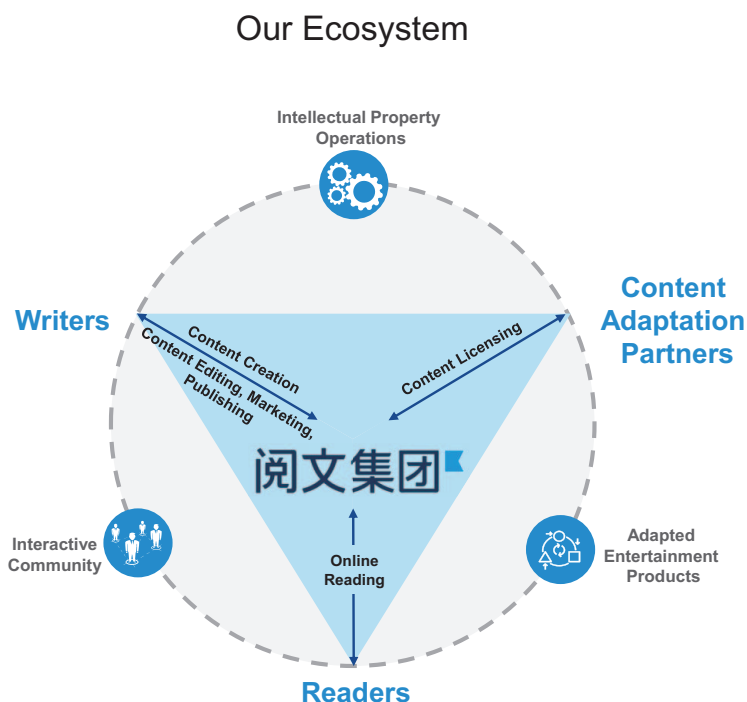 Our Ecosystem
Intellectual Property
Operations
Writers
Content
Adaptation
Partners
Content Creation
Content Editing, Marketing,
Publishing
Content Licensing
阅文集团
Interactive
Community
Online
Reading
Adapted
Entertainment
Products
Readers